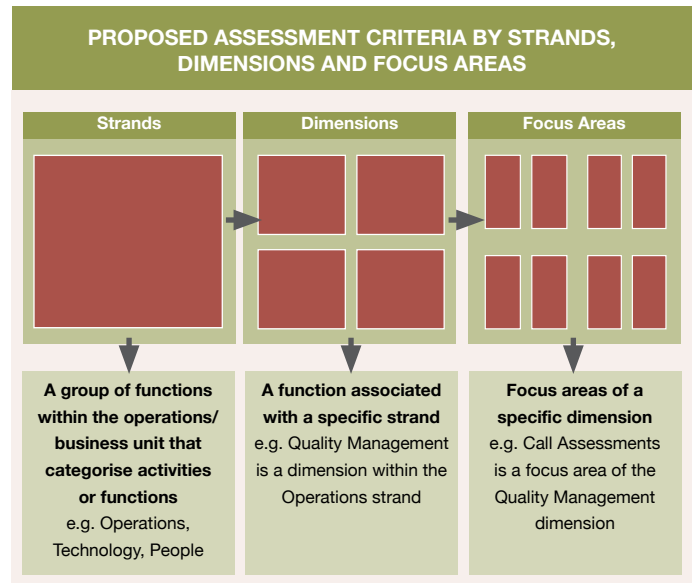 PROPOSED ASSESSMENT CRITERIA BY STRANDS,
DIMENSIONS AND FOCUS AREAS
Strands
Dimensions
Focus Areas
A group of functions
within the operations/
business unit that
categorise activities
or functions
e.g. Operations,
Technology, People
A function associated
with a specific strand
e.g. Quality Management
is a dimension within the
Operations strand
Focus areas of a
specific dimension
e.g. Call Assessments
is a focus area of the
Quality Management
dimension